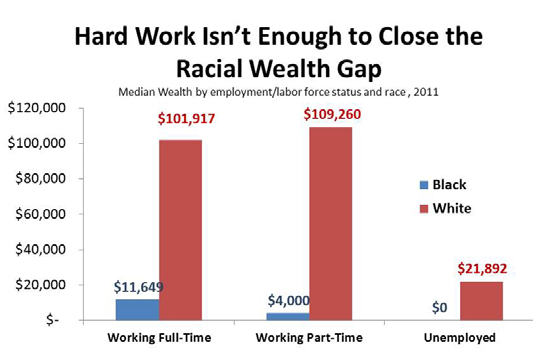 Hard Work Isn't Enough to Close the
Racial Wealth Gap
Median Wealth by employment/labor force status and race , 2011
$120,000
$100,000
$80,000
$60,000
$40,000
$20,000
$-
$101,917
$109,260
$11,649
$4,000
$0
$21,892
Black
White
Working Full-Time
Working Part-Time
Unemployed